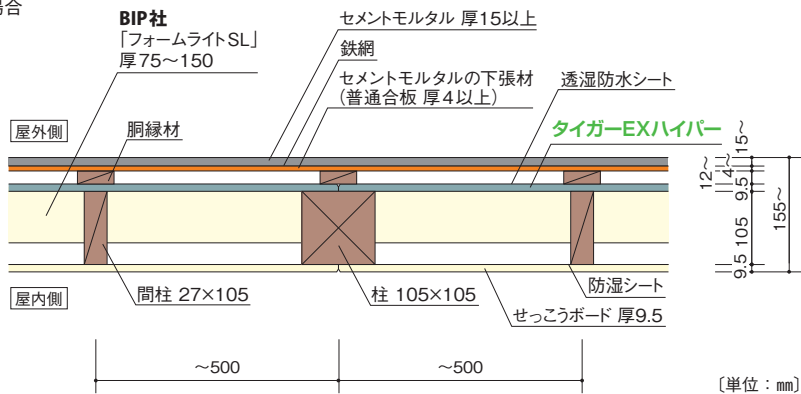 場合
BIP社
「フォームライトSL」
厚75〜150
セメントモルタル 厚15以上
鉄網
セメントモルタルの下張材
(普通合板 厚4以上)
透湿防水シート
タイガーEXハイパー
屋外側
胴縁材
15〜
4〜
12〜
9.5
105
9.5
155〜
屋内側
間柱 27×105
柱 105×105
防湿シート
せっこうボード 厚9.5
〜500
〜500
〔単位：㎜〕